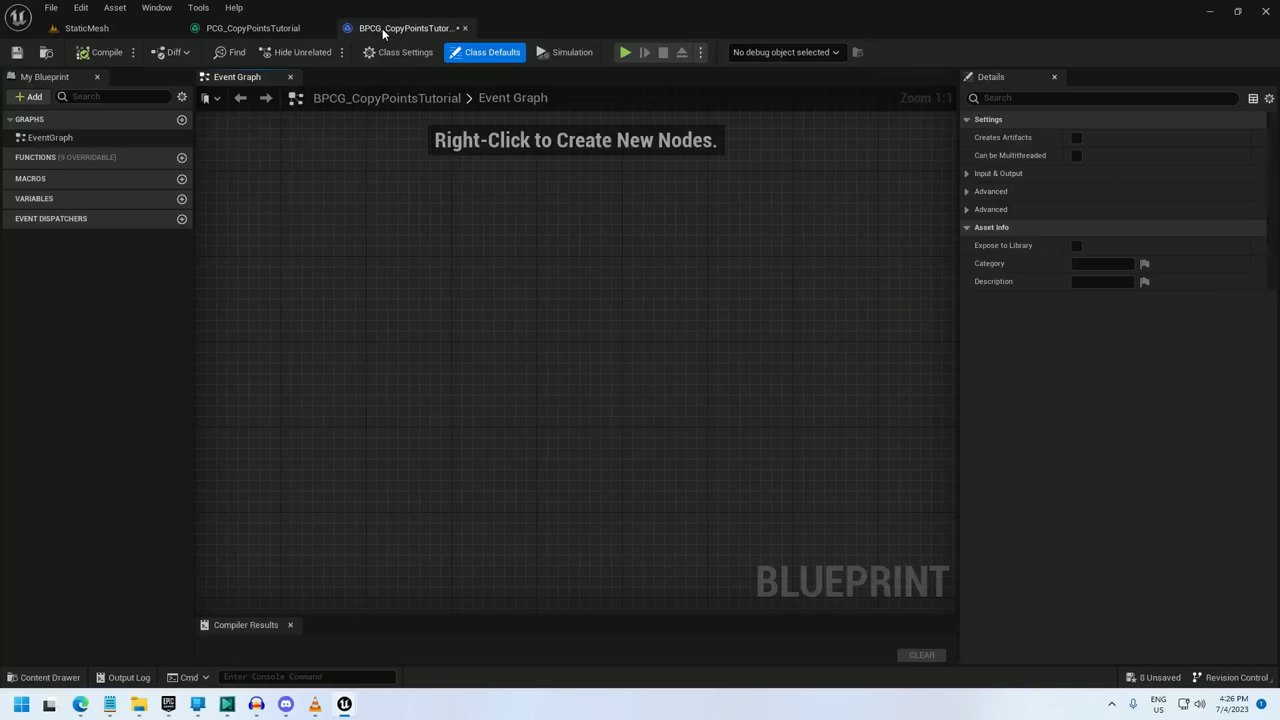 File Edit Asset Window Tools Help
StaticMesh PCG_CopyPointsTutorial BPCG_CopyPointsTutor...•
Compile Diff Find Hide Unrelated Class Settings Class Defaults Simulation No debug object selected
My Blueprint Event Graph Details
Add Search BPCG_CopyPointsTutorial > Event Graph Zoom 1:1 Search
GRAPHS
EventGraph
FUNCTIONS (9 OVERRIDABLE)
MACROS
VARIABLES
EVENT DISPATCHERS
Right-Click to Create New Nodes.
BLUEPRINT
Settings
Creates Artifacts
Can be Multithreaded
Input & Output
Advanced
Advanced
Asset Info
Expose to Library
Category
Description
Compiler Results
CLEAR
Content Drawer Output Log Cmd Enter Console Command 8 Unsaved Revision Control
ENG 4:26 PM
US 7/4/2023
EPIC
1